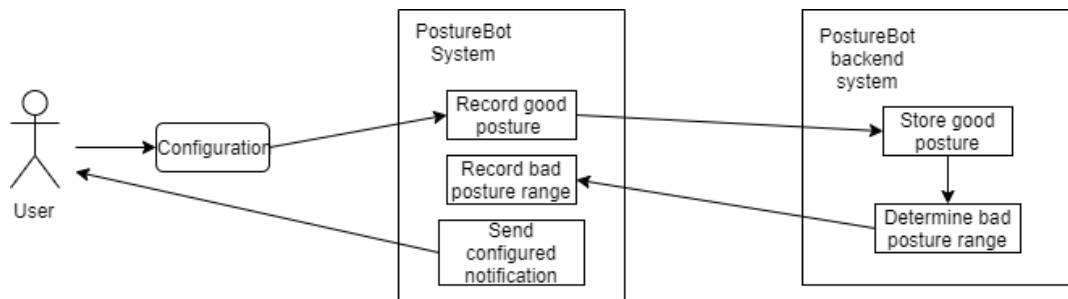 PostureBot
System
PostureBot
backend
system
Record good
posture
Store good
posture
Configuration
Record bad
posture range
User
Send
configured
notification
Determine bad
posture range